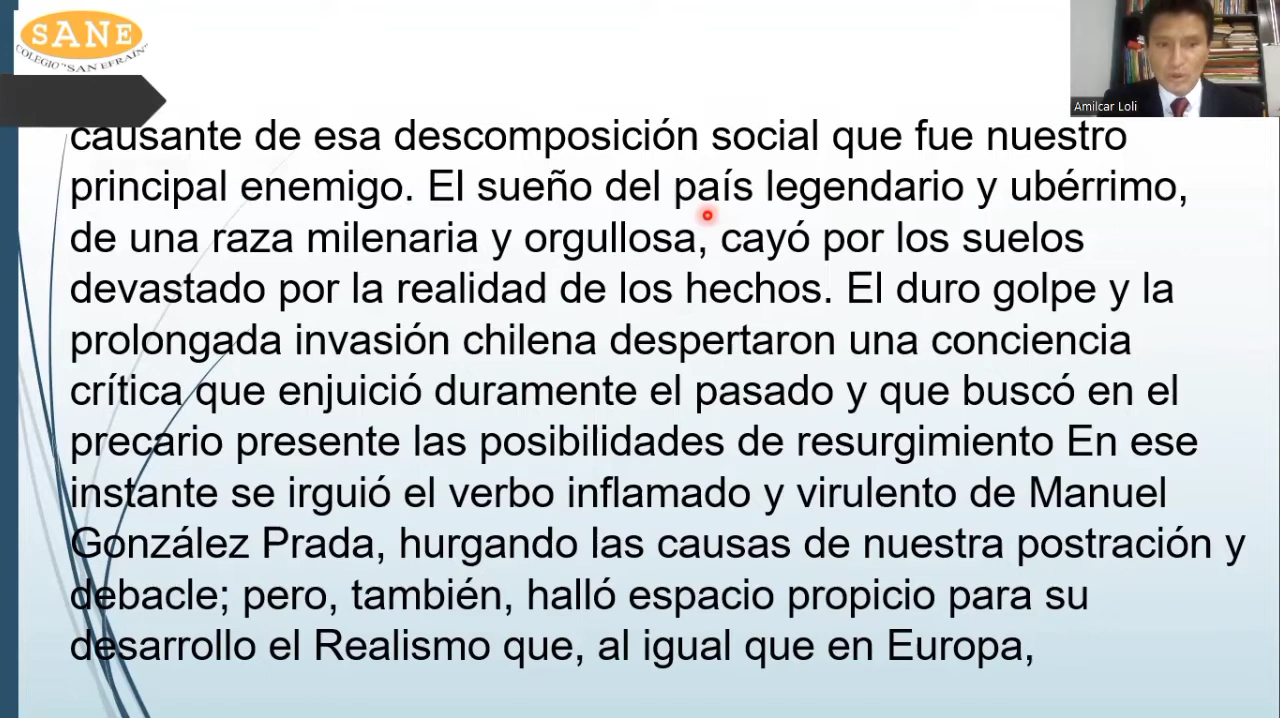 SANE
COLEGIO "SAN EFRAIN"
Amilcar Loli
causante de esa descomposición social que fue nuestro
principal enemigo. El sueño del país legendario y ubérrimo,
de una raza milenaria y orgullosa, cayó por los suelos
devastado por la realidad de los hechos. El duro golpe y la
prolongada invasión chilena despertaron una conciencia
crítica que enjuició duramente el pasado y que buscó en el
precario presente las posibilidades de resurgimiento En ese
instante se irguió el verbo inflamado y virulento de Manuel
González Prada, hurgando las causas de nuestra postración y
debacle; pero, también, halló espacio propicio para su
desarrollo el Realismo que, al igual que en Europa,